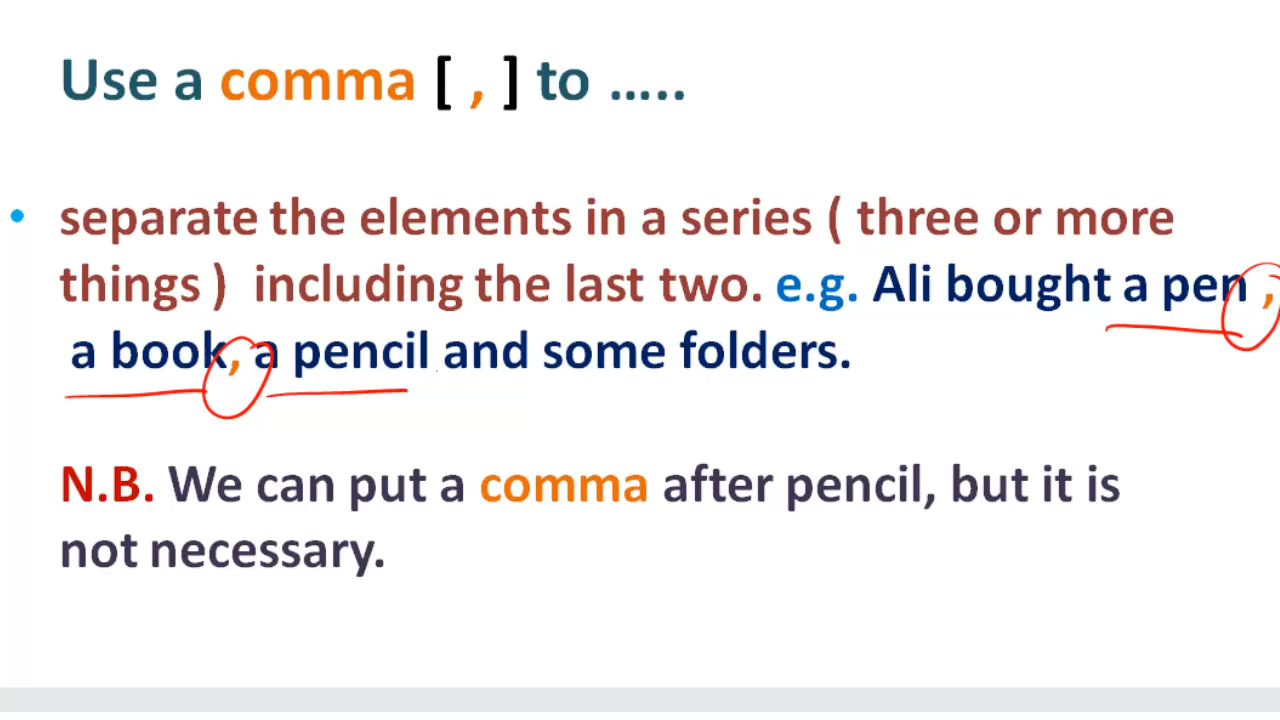 Use a comma [ , ] to .....
• separate the elements in a series ( three or more
things ) including the last two. e.g. Ali bought a pen ,
a book, a pencil and some folders.
N.B. We can put a comma after pencil, but it is
not necessary.